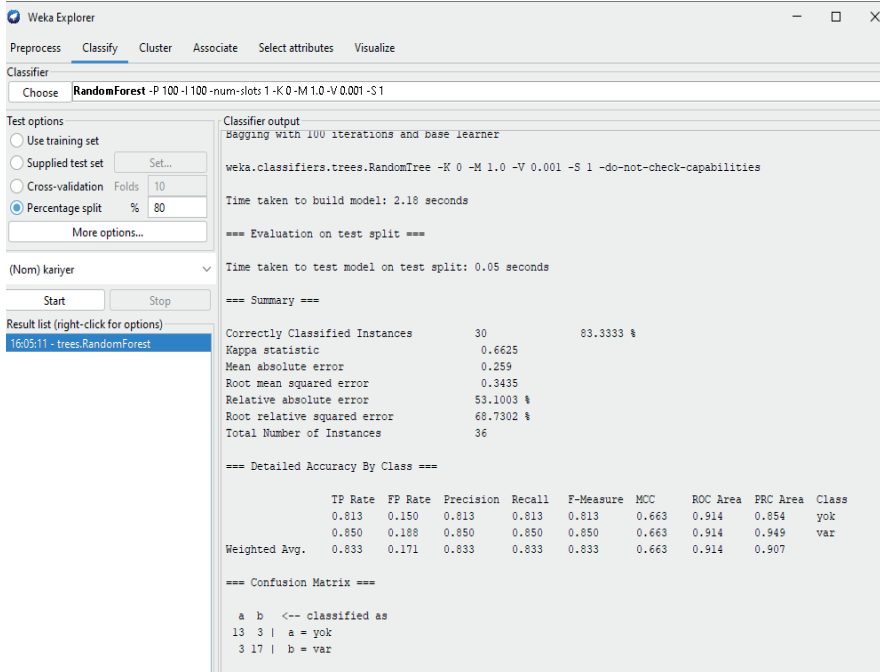 Weka Explorer
Preprocess Classify Cluster Associate Select attributes Visualize
Classifier
Choose RandomForest -P 100 -I 100 -num-slots 1 -K 0 -M 1.0 -V 0.001 -S 1
Test options
Use training set
Supplied test set Set...
Cross-validation Folds 10
Percentage split % 80
More options...
(Nom) kariyer
Start Stop
Result list (right-click for options)
16:05:11 - trees.RandomForest
Classifier output
Bagging with 100 iterations and base learner
weka.classifiers.trees.RandomTree -K 0 -M 1.0 -V 0.001 -S 1 -do-not-check-capabilities
Time taken to build model: 2.18 seconds
=== Evaluation on test split ===
Time taken to test model on test split: 0.05 seconds
=== Summary ===
Correctly Classified Instances 30 83.3333 %
Kappa statistic 0.6625
Mean absolute error 0.259
Root mean squared error 0.3435
Relative absolute error 53.1003 %
Root relative squared error 68.7302 %
Total Number of Instances 36
=== Detailed Accuracy By Class ===
TP Rate FP Rate Precision Recall F-Measure MCC ROC Area PRC Area Class
0.813 0.150 0.813 0.813 0.813 0.663 0.914 0.854 yok
0.850 0.188 0.850 0.850 0.850 0.663 0.914 0.949 var
Weighted Avg. 0.833 0.171 0.833 0.833 0.833 0.663 0.914 0.907
=== Confusion Matrix ===
a b <-- classified as
13 3 | a = yok
3 17 | b = var